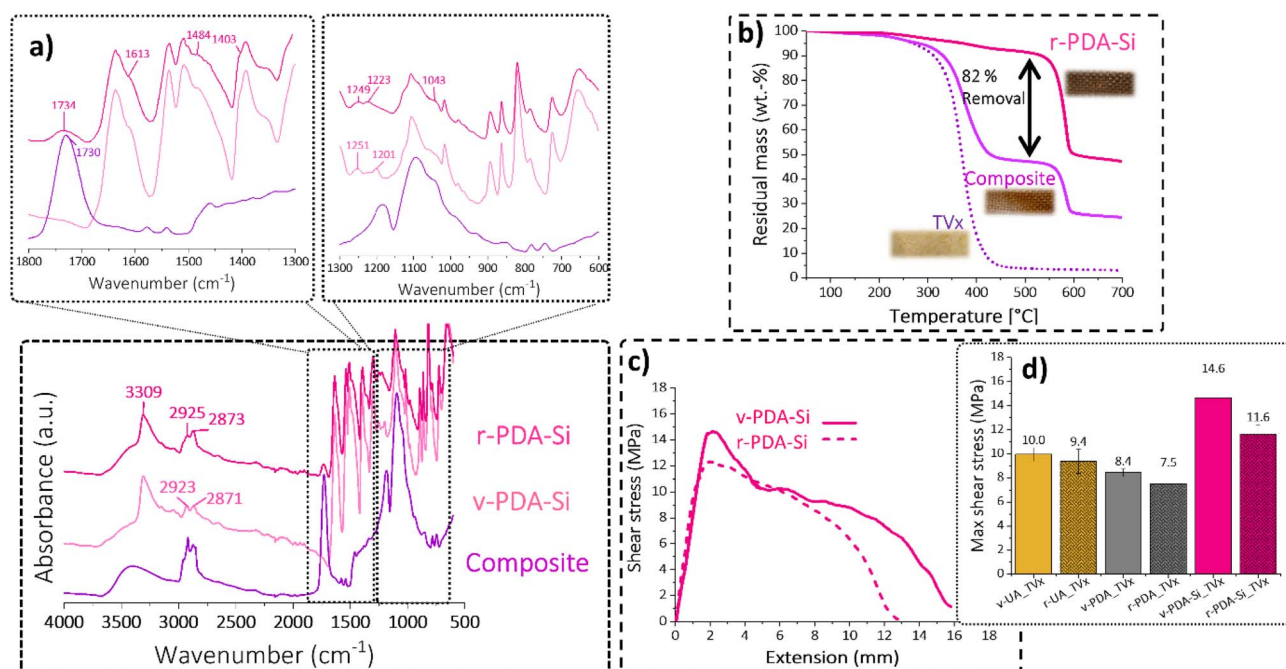 a)
1734
1613
1484
1403
1730
1800 1700 1600 1500 1400 1300
Wavenumber (cm⁻¹)
1249
1223
1043
1251
1201
1300 1200 1100 1000 900 800 700 600
Wavenumber (cm⁻¹)
3309
2925
2873
r-PDA-Si
2923
2871
v-PDA-Si
Composite
Absorbance (a.u.)
4000 3500 3000 2500 2000 1500 1000 500
Wavenumber (cm⁻¹)
b)
r-PDA-Si
82 %
Removal
Composite
TVx
Residual mass (wt.-%)
100
90
80
70
60
50
40
30
20
10
0
100 200 300 400 500 600 700
Temperature [°C]
c)
v-PDA-Si
r-PDA-Si
Shear stress (MPa)
18
16
14
12
10
8
6
4
2
0
0 2 4 6 8 10 12 14 16 18
Extension (mm)
d)
Max shear stress (MPa)
18
16
14
12
10
8
6
4
2
0
10.0
9.4
8.4
7.5
14.6
11.6
v-UA_TVx
r-UA_TVx
v-PDA_TVx
r-PDA_TVx
v-PDA-Si_TVx
r-PDA-Si_TVx